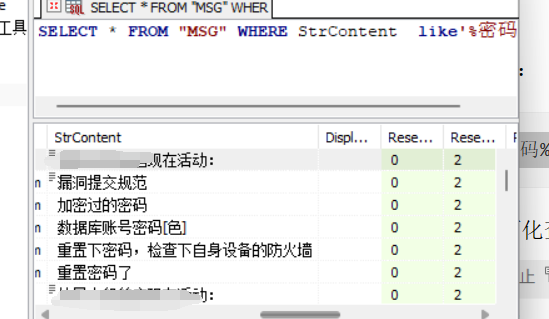 工具
SELECT * FROM "MSG" WHER
SELECT * FROM "MSG" WHERE StrContent like'%密码
:
码%
StrContent Displ... Rese... Rese...
现在活动： 0 2
n 漏洞提交规范 0 2
n 加密过的密码 0 2
n 数据库账号密码[色] 0 2
n 重置下密码，检查下自身设备的防火墙 0 2
n 重置密码了 0 2
现在活动： 0 2
止